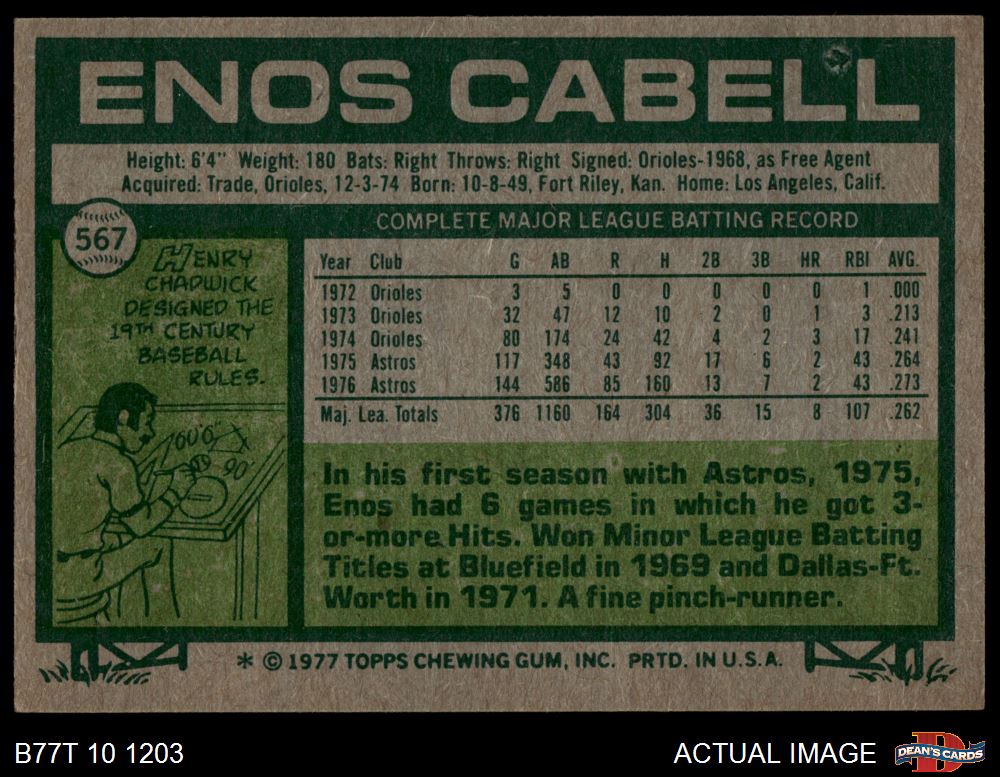 ENOS CABELL
Height: 6'4" Weight: 180 Bats: Right Throws: Right Signed: Orioles-1968, as Free Agent
Acquired: Trade, Orioles, 12-3-74 Born: 10-8-49, Fort Riley, Kan. Home: Los Angeles, Calif.
567
HENRY
CHADWICK
DESIGNED THE
19TH CENTURY
BASEBALL
RULES.
60'6"
90'
COMPLETE MAJOR LEAGUE BATTING RECORD
Year Club G AB R H 2B 3B HR RBI AVG.
1972 Orioles 3 5 0 0 0 0 0 1 .000
1973 Orioles 32 47 12 10 2 0 1 3 .213
1974 Orioles 80 174 24 42 4 2 3 17 .241
1975 Astros 117 348 43 92 17 6 2 43 .264
1976 Astros 144 586 85 160 13 7 2 43 .273
Maj. Lea. Totals 376 1160 164 304 36 15 8 107 .262
In his first season with Astros, 1975,
Enos had 6 games in which he got 3-
or-more Hits. Won Minor League Batting
Titles at Bluefield in 1969 and Dallas-Ft.
Worth in 1971. A fine pinch-runner.
* © 1977 TOPPS CHEWING GUM, INC. PRTD. IN U.S.A.
B77T 10 1203
ACTUAL IMAGE
D
DEAN'S CARDS